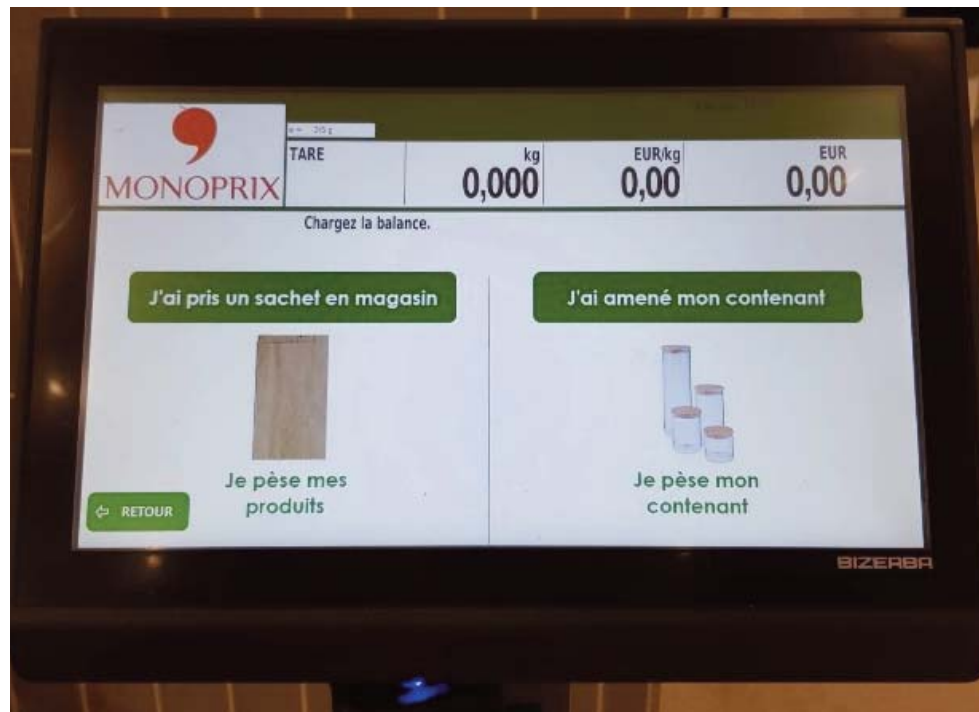 MONOPRIX
TARE
kg
0,000
EUR/kg
0,00
EUR
0,00
Chargez la balance.
J'ai pris un sachet en magasin
Je pèse mes
produits
J'ai amené mon contenant
Je pèse mon
contenant
RETOUR
BIZERBA